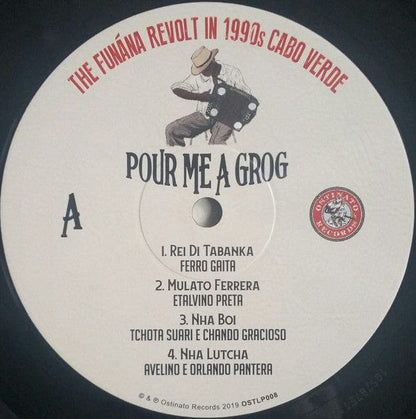 THE FUNÁNA REVOLT IN 1990s CABO VERDE
POUR ME A GROG
A
OSTINATO
RECORDS
1. REI DI TABANKA
FERRO GAITA
2. MULATO FERRERA
ETALVINO PRETA
3. NHA BOI
TCHOTA SUARI E CHANDO GRACIOSO
4. NHA LUTCHA
AVELINO E ORLANDO PANTERA
© & ℗ Ostinato Records 2019 OSTLP008